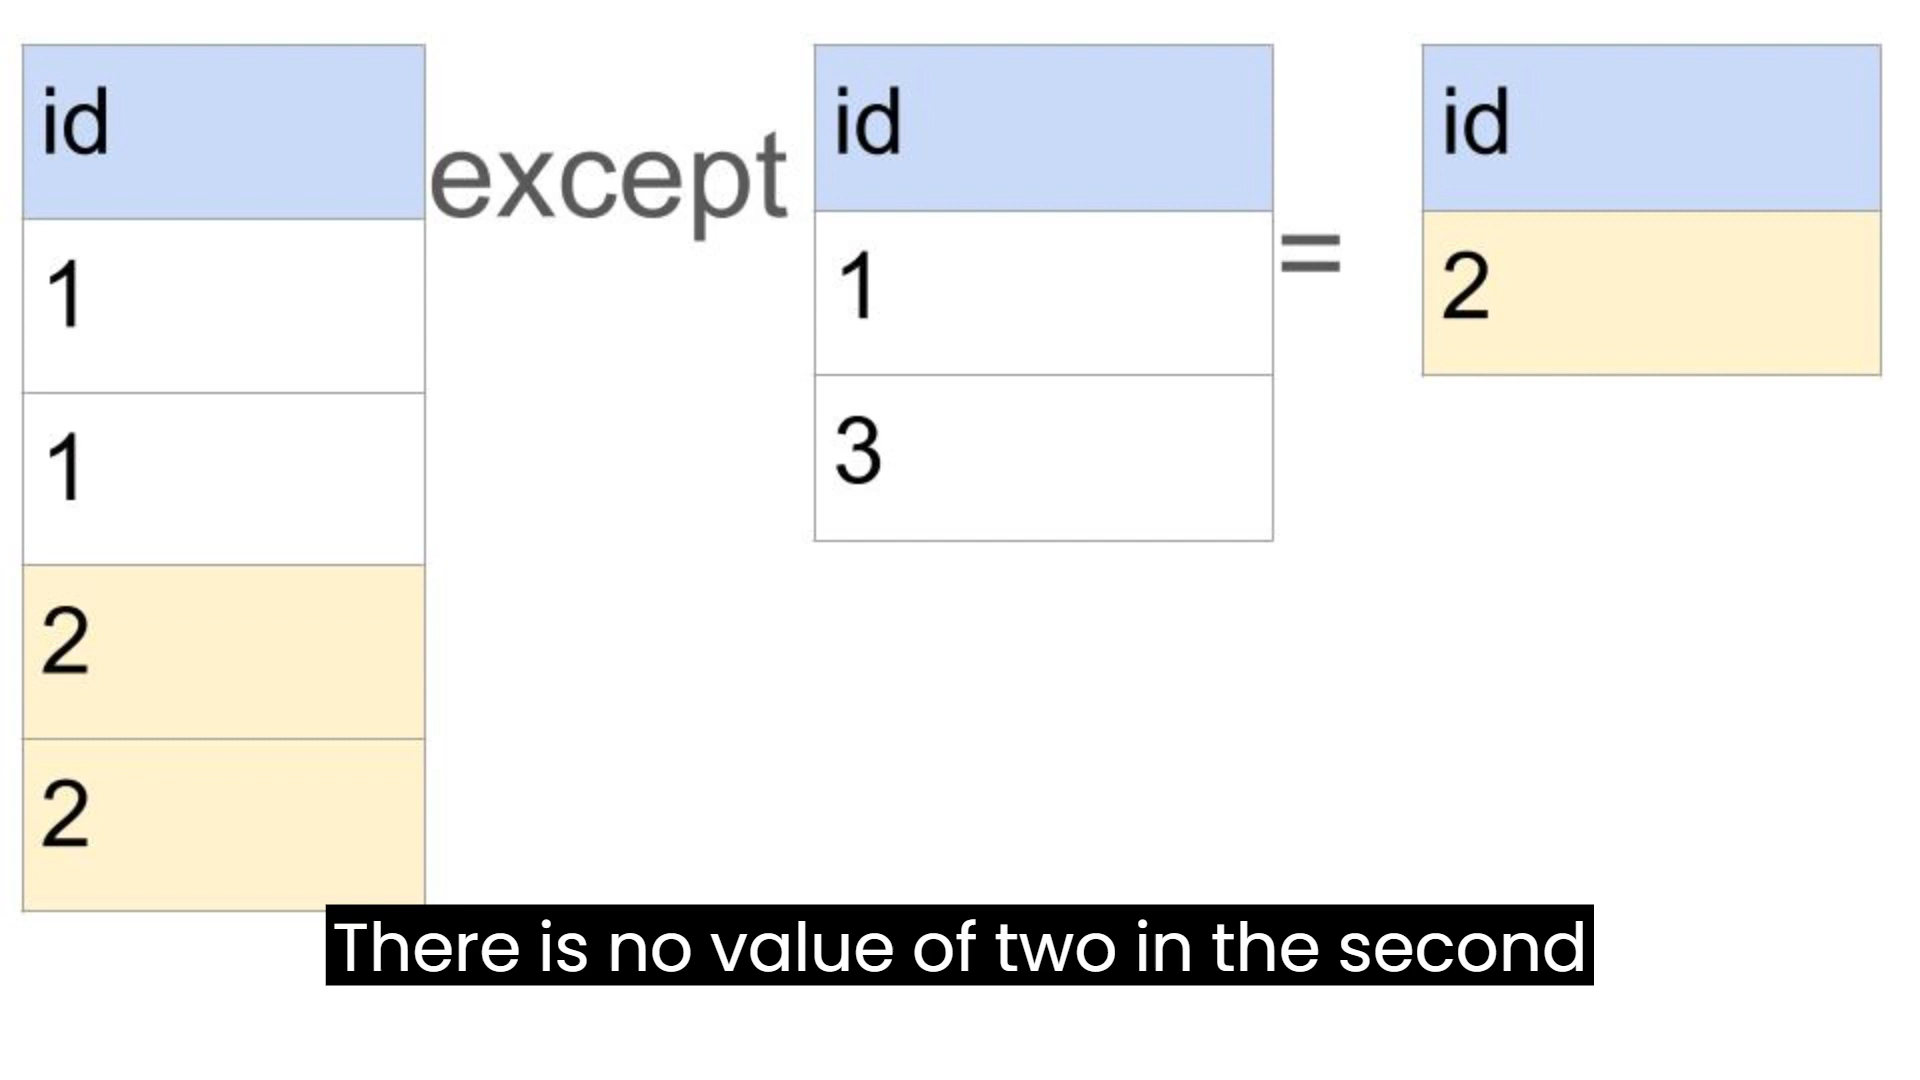 id
1
1
2
2
except
id
1
3
=
id
2
There is no value of two in the second